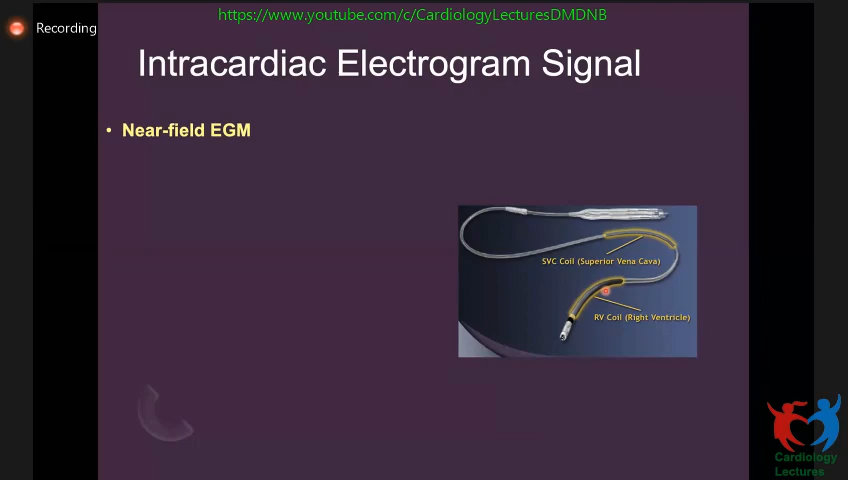 https://www.youtube.com/c/CardiologyLecturesDMDNB
Recording
Intracardiac Electrogram Signal
• Near-field EGM
SVC Coil (Superior Vena Cava)
RV Coil (Right Ventricle)
Cardiology
Lectures